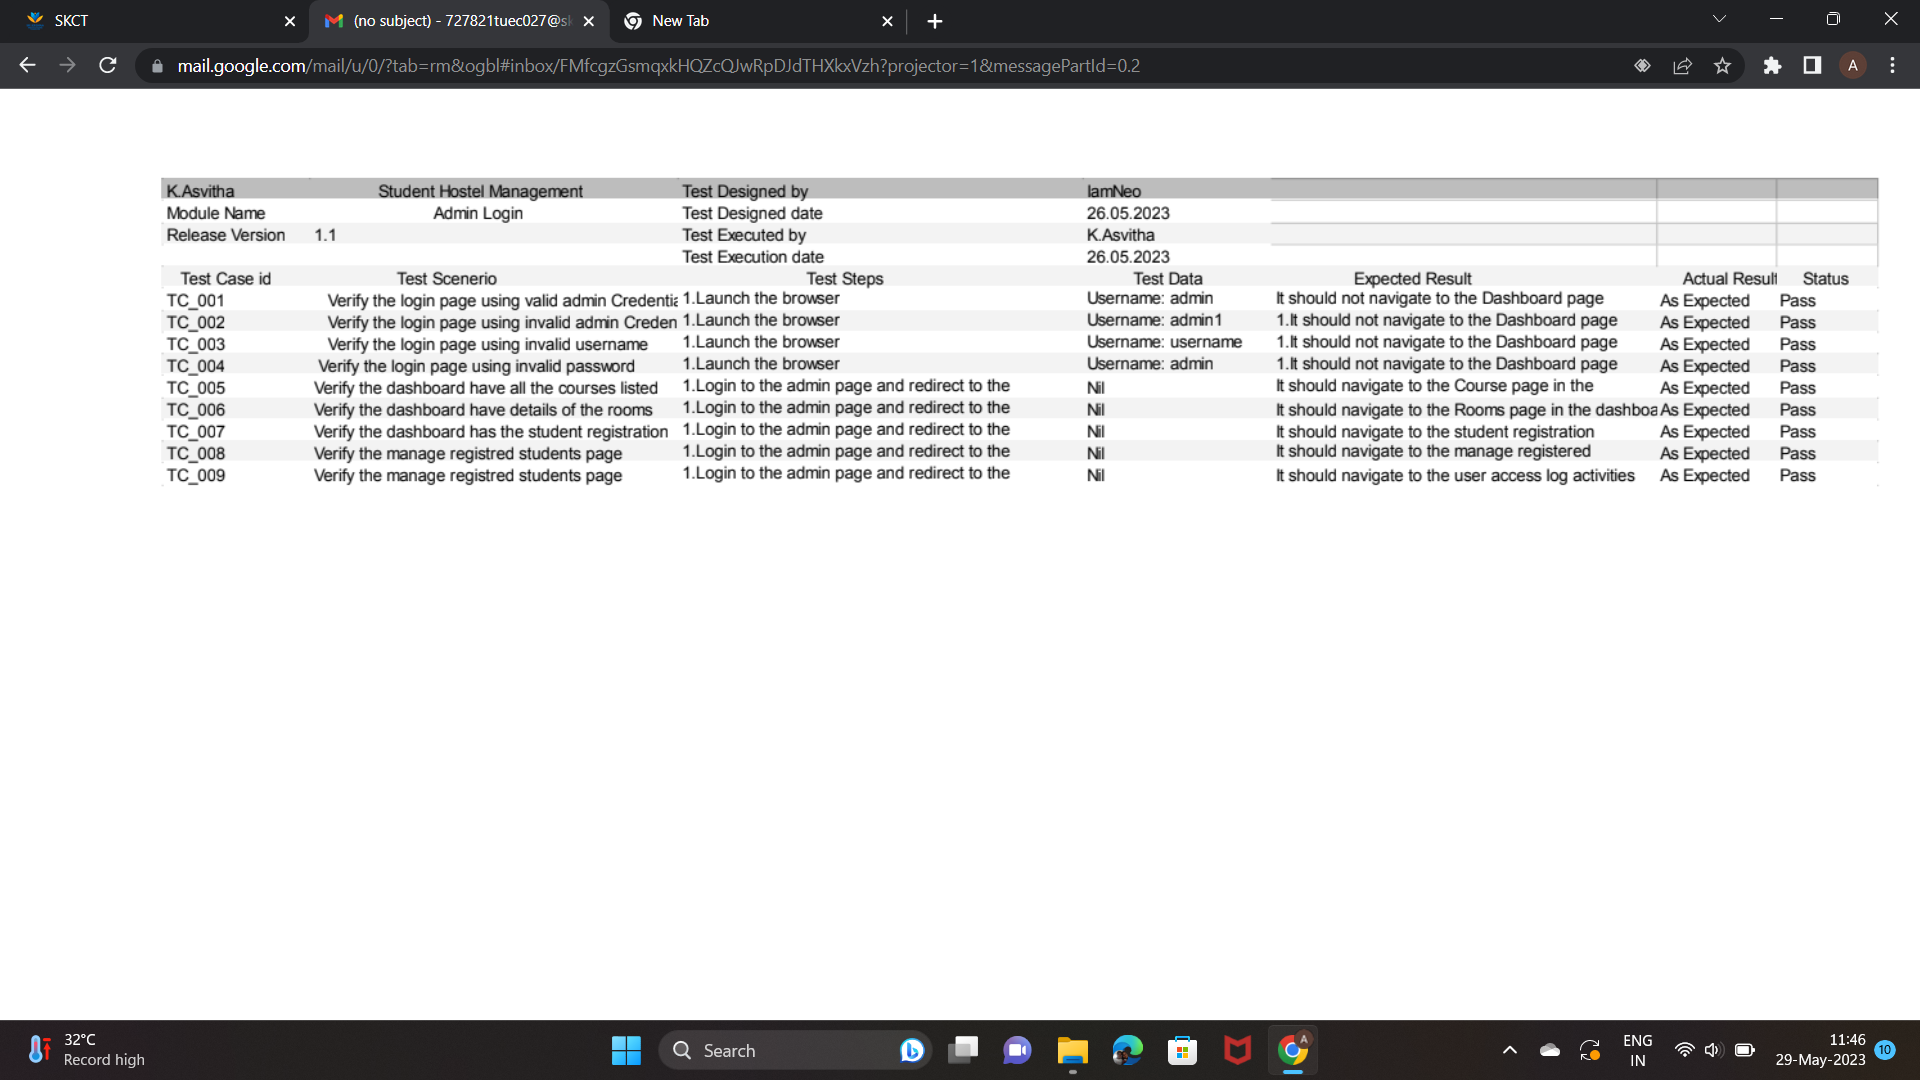 SKCT
(no subject) - 727821tuec027@s
New Tab
mail.google.com/mail/u/0/?tab=rm&ogbl#inbox/FMfcgzGsmqxkHQZcQJwRpDJdTHXkxVzh?projector=1&messagePartId=0.2
A
K.Asvitha Student Hostel Management Test Designed by IamNeo
Module Name Admin Login Test Designed date 26.05.2023
Release Version 1.1 Test Executed by K.Asvitha
Test Execution date 26.05.2023
Test Case id Test Scenerio Test Steps Test Data Expected Result Actual Result Status
TC_001 Verify the login page using valid admin Credentia 1.Launch the browser Username: admin It should not navigate to the Dashboard page As Expected Pass
TC_002 Verify the login page using invalid admin Creden 1.Launch the browser Username: admin1 1.It should not navigate to the Dashboard page As Expected Pass
TC_003 Verify the login page using invalid username 1.Launch the browser Username: username 1.It should not navigate to the Dashboard page As Expected Pass
TC_004 Verify the login page using invalid password 1.Launch the browser Username: admin 1.It should not navigate to the Dashboard page As Expected Pass
TC_005 Verify the dashboard have all the courses listed 1.Login to the admin page and redirect to the Nil It should navigate to the Course page in the As Expected Pass
TC_006 Verify the dashboard have details of the rooms 1.Login to the admin page and redirect to the Nil It should navigate to the Rooms page in the dashboa As Expected Pass
TC_007 Verify the dashboard has the student registration 1.Login to the admin page and redirect to the Nil It should navigate to the student registration As Expected Pass
TC_008 Verify the manage registred students page 1.Login to the admin page and redirect to the Nil It should navigate to the manage registered As Expected Pass
TC_009 Verify the manage registred students page 1.Login to the admin page and redirect to the Nil It should navigate to the user access log activities As Expected Pass
32°C
Record high
Search
A
ENG
IN
11:46
29-May-2023
10